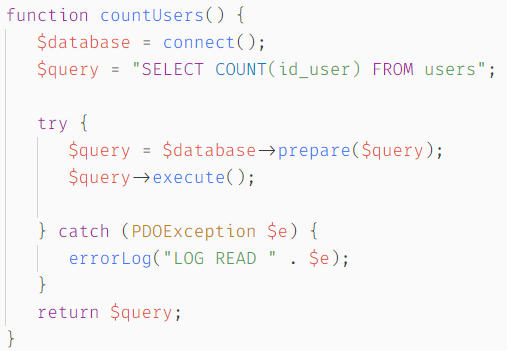 function countUsers() {
$database = connect();
$query = "SELECT COUNT(id_user) FROM users";
try {
$query = $database->prepare($query);
$query->execute();
} catch (PDOException $e) {
errorLog("LOG READ " . $e);
}
return $query;
}